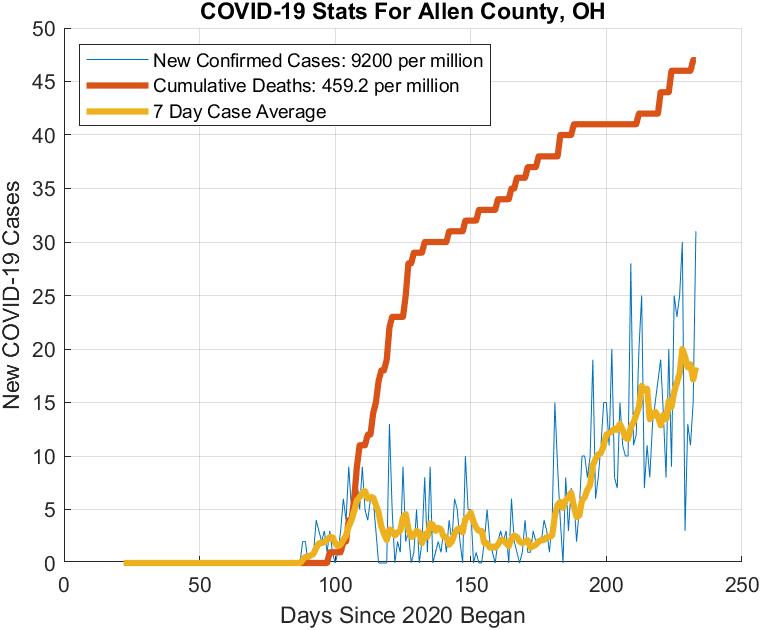 COVID-19 Stats For Allen County, OH
50
45
40
35
30
25
20
15
10
5
0
New COVID-19 Cases
New Confirmed Cases: 9200 per million
Cumulative Deaths: 459.2 per million
7 Day Case Average
0 50 100 150 200 250
Days Since 2020 Began